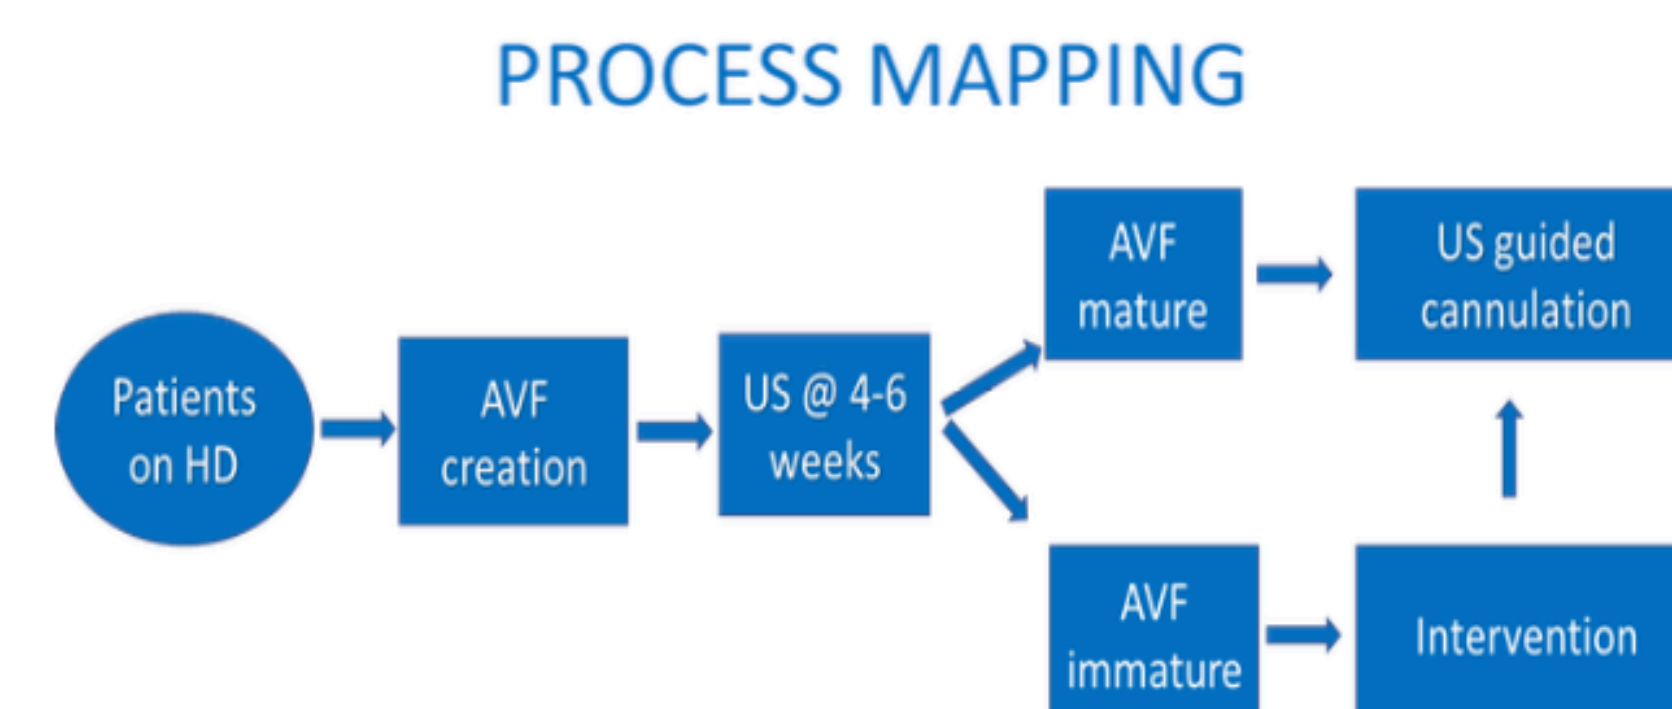 PROCESS MAPPING
Patients
on HD
AVF
creation
US @ 4-6
weeks
AVF
mature
US guided
cannulation
AVF
immature
Intervention